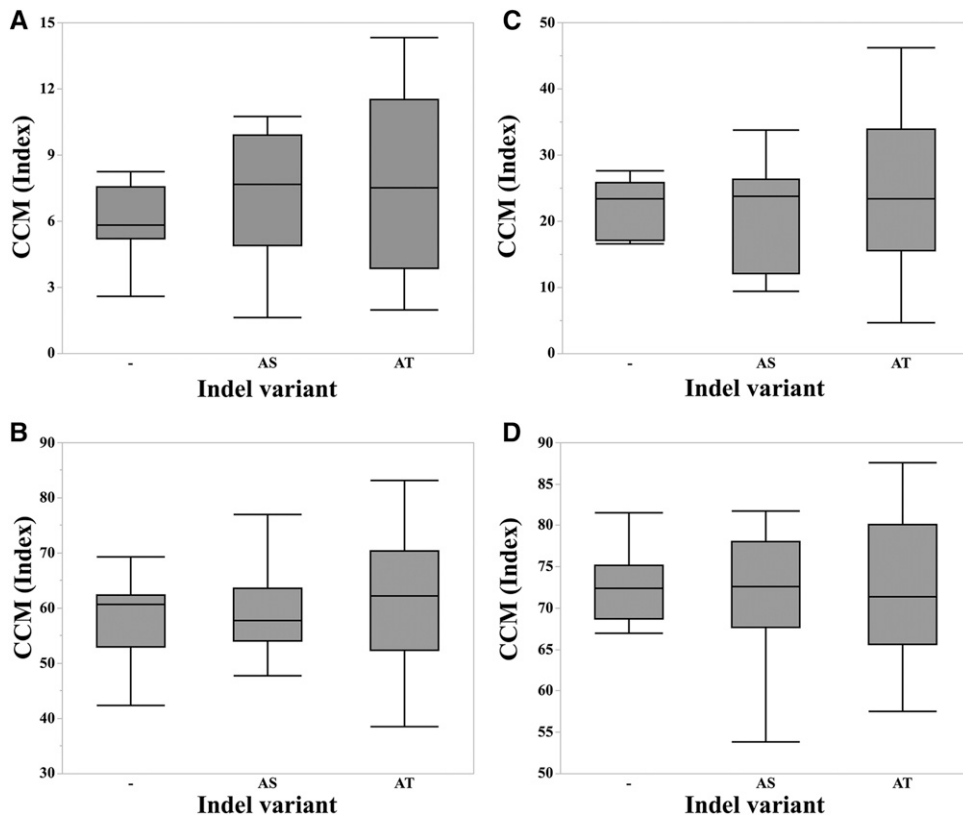 A
CCM (Index)
15
12
9
6
3
0
- AS AT
Indel variant
B
CCM (Index)
90
80
70
60
50
40
30
- AS AT
Indel variant
C
CCM (Index)
50
40
30
20
10
0
- AS AT
Indel variant
D
CCM (Index)
90
85
80
75
70
65
60
55
50
- AS AT
Indel variant